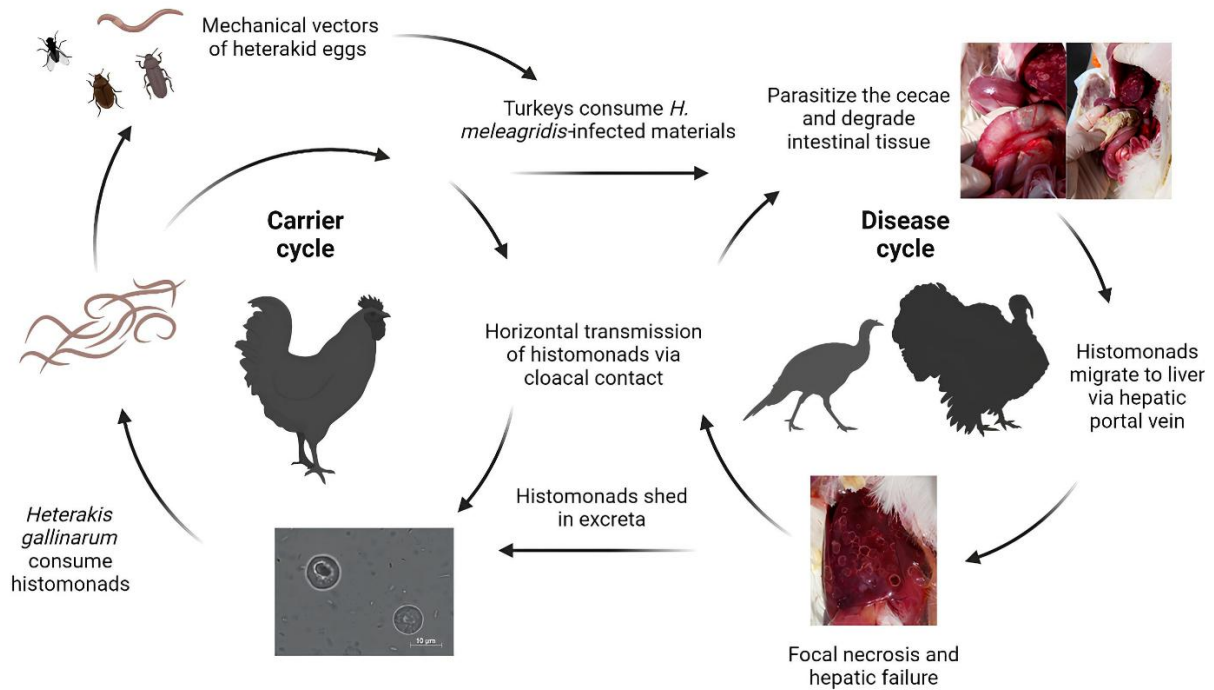 Mechanical vectors
of heterakid eggs
Turkeys consume H.
meleagridis-infected materials
Parasitize the cecae
and degrade
intestinal tissue
Carrier
cycle
Disease
cycle
Horizontal transmission
of histomonads via
cloacal contact
Histomonads
migrate to liver
via hepatic
portal vein
Histomonads shed
in excreta
Heterakis
gallinarum
consume
histomonads
10 μm
Focal necrosis and
hepatic failure